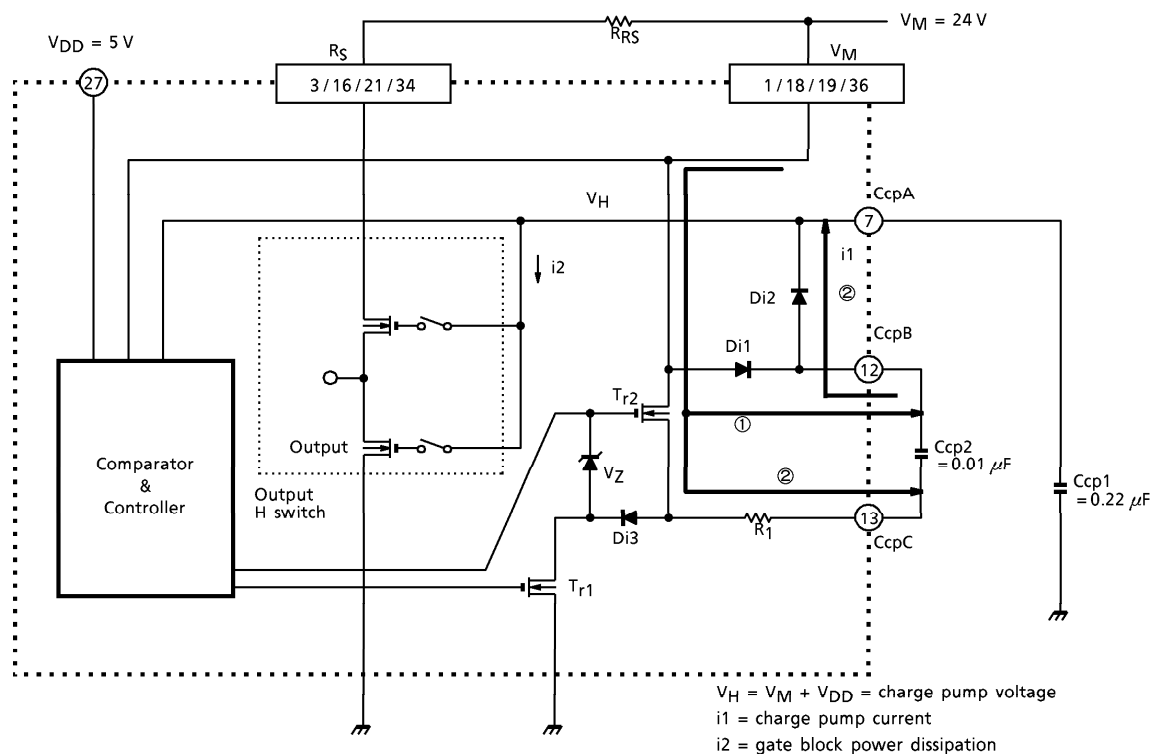 V_M = 24 V
R_RS
V_DD = 5 V
R_S
V_M
27
3 / 16 / 21 / 34
1 / 18 / 19 / 36
V_H
CcpA
7
i1
i2
②
Di2
CcpB
Di1
12
T_r2
①
Output
V_Z
Ccp2
= 0.01 μF
Comparator
&
Controller
②
Ccp1
= 0.22 μF
Output
H switch
Di3
R_1
13
CcpC
T_r1
V_H = V_M + V_DD = charge pump voltage
i1 = charge pump current
i2 = gate block power dissipation